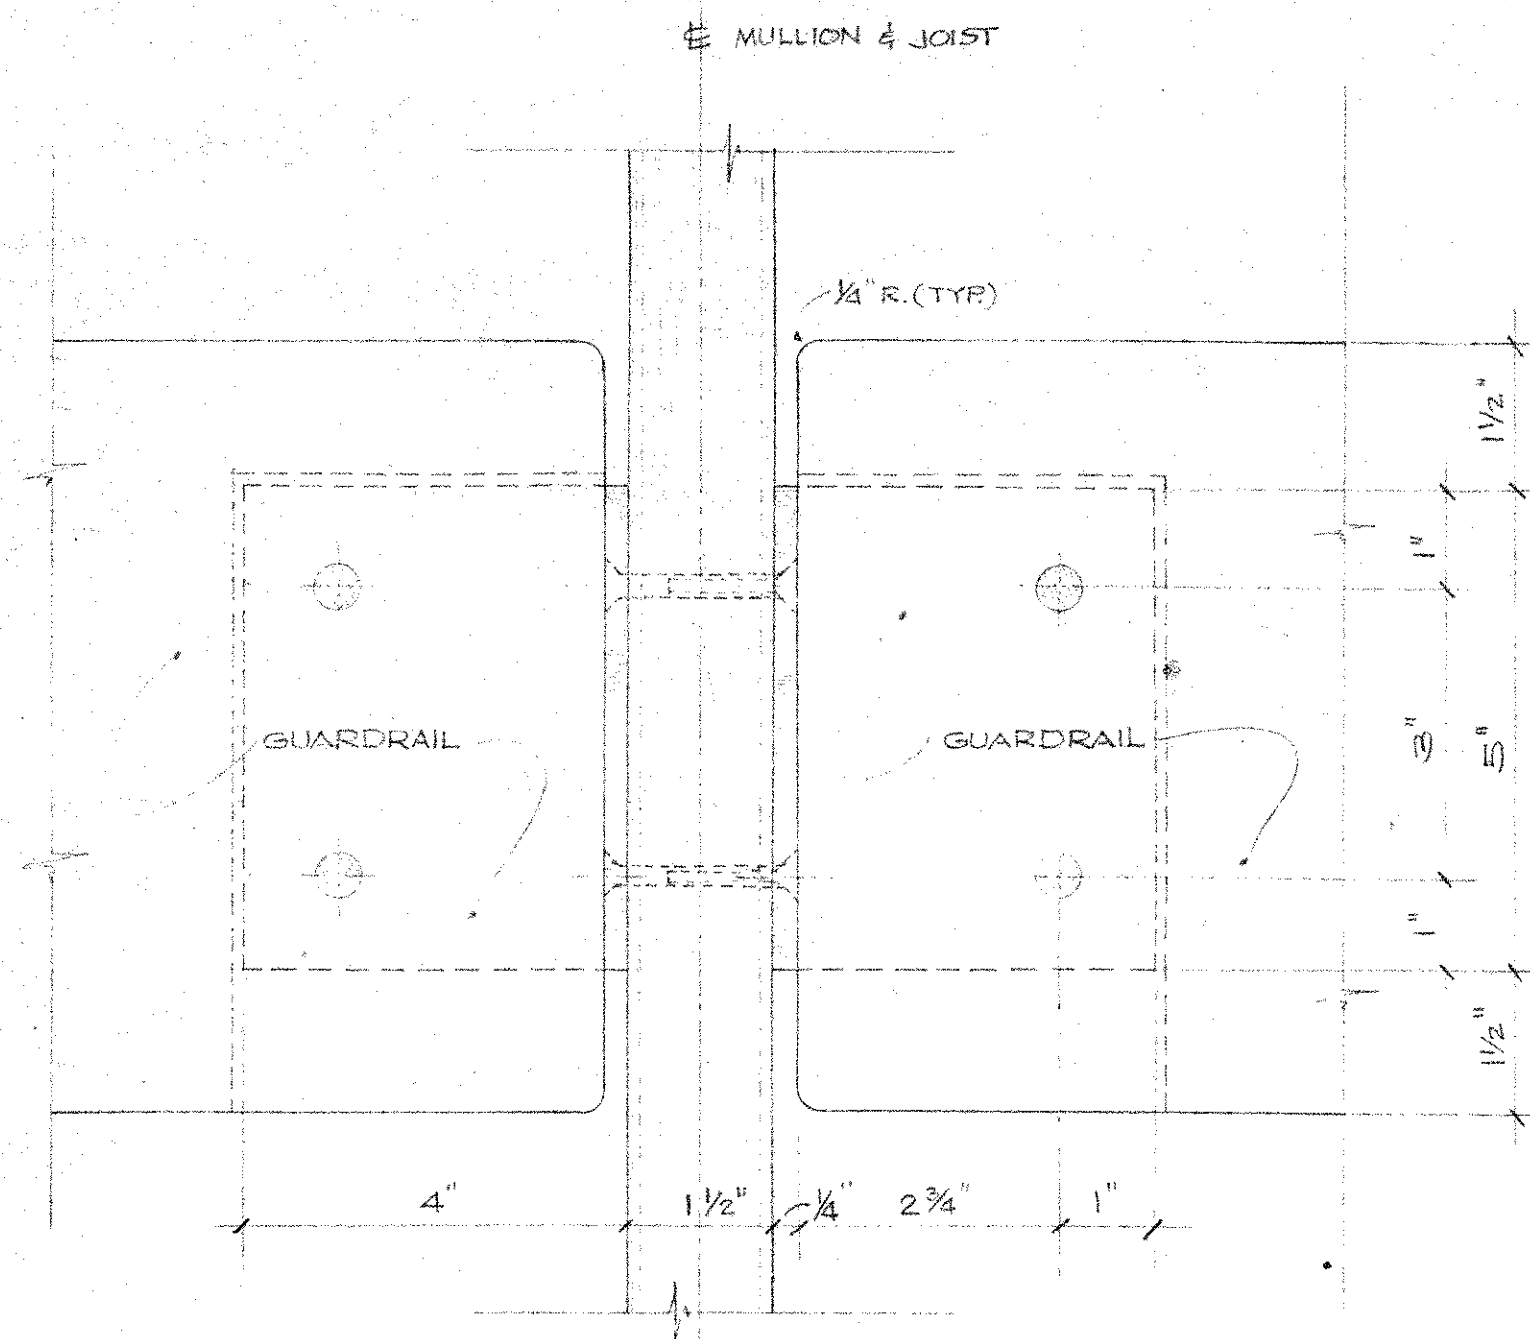 ℄ MULLION & JOIST
¼" R.(TYP.)
1½"
1"
GUARDRAIL
GUARDRAIL
3"
5"
1"
1½"
4"
1½"
¼"
2¾"
1"